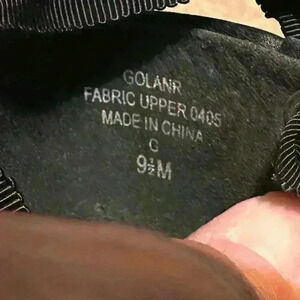 GOLANR
FABRIC UPPER 0405
MADE IN CHINA
G
9½M